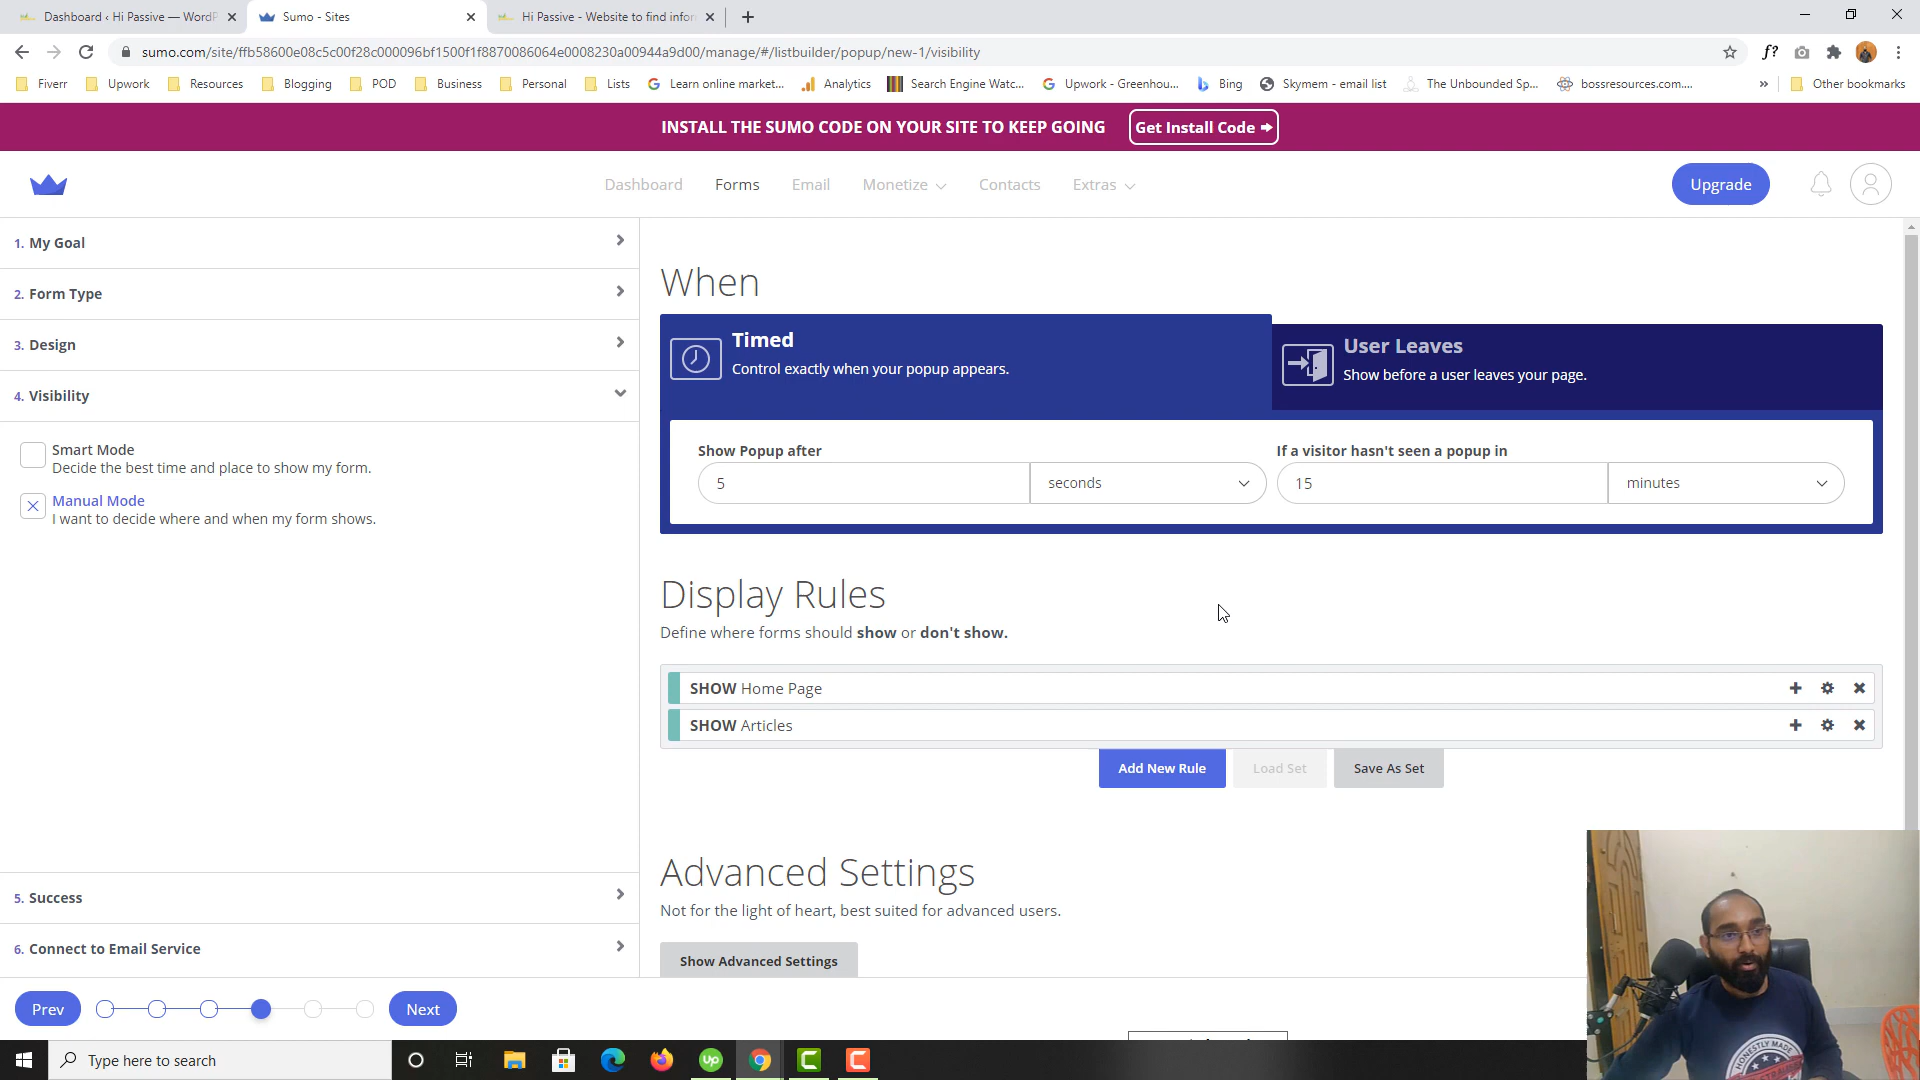 Dashboard ‹ Hi Passive — WordP
Sumo - Sites
Hi Passive - Website to find infor
sumo.com/site/ffb58600e08c5c00f28c000096bf1500f1f8870086064e0008230a00944a9d00/manage/#/listbuilder/popup/new-1/visibility
f?
Fiverr
Upwork
Resources
Blogging
POD
Business
Personal
Lists
Learn online market...
Analytics
Search Engine Watc...
Upwork - Greenhou...
Bing
Skymem - email list
The Unbounded Sp...
bossresources.com....
»
Other bookmarks
INSTALL THE SUMO CODE ON YOUR SITE TO KEEP GOING
Get Install Code
Dashboard
Forms
Email
Monetize
Contacts
Extras
Upgrade
1. My Goal
2. Form Type
3. Design
4. Visibility
Smart Mode
Decide the best time and place to show my form.
Manual Mode
I want to decide where and when my form shows.
5. Success
6. Connect to Email Service
Prev
Next
When
Timed
Control exactly when your popup appears.
User Leaves
Show before a user leaves your page.
Show Popup after
If a visitor hasn't seen a popup in
5
seconds
15
minutes
Display Rules
Define where forms should show or don't show.
SHOW Home Page
SHOW Articles
Add New Rule
Load Set
Save As Set
Advanced Settings
Not for the light of heart, best suited for advanced users.
Show Advanced Settings
Type here to search
up
HONESTLY MADE